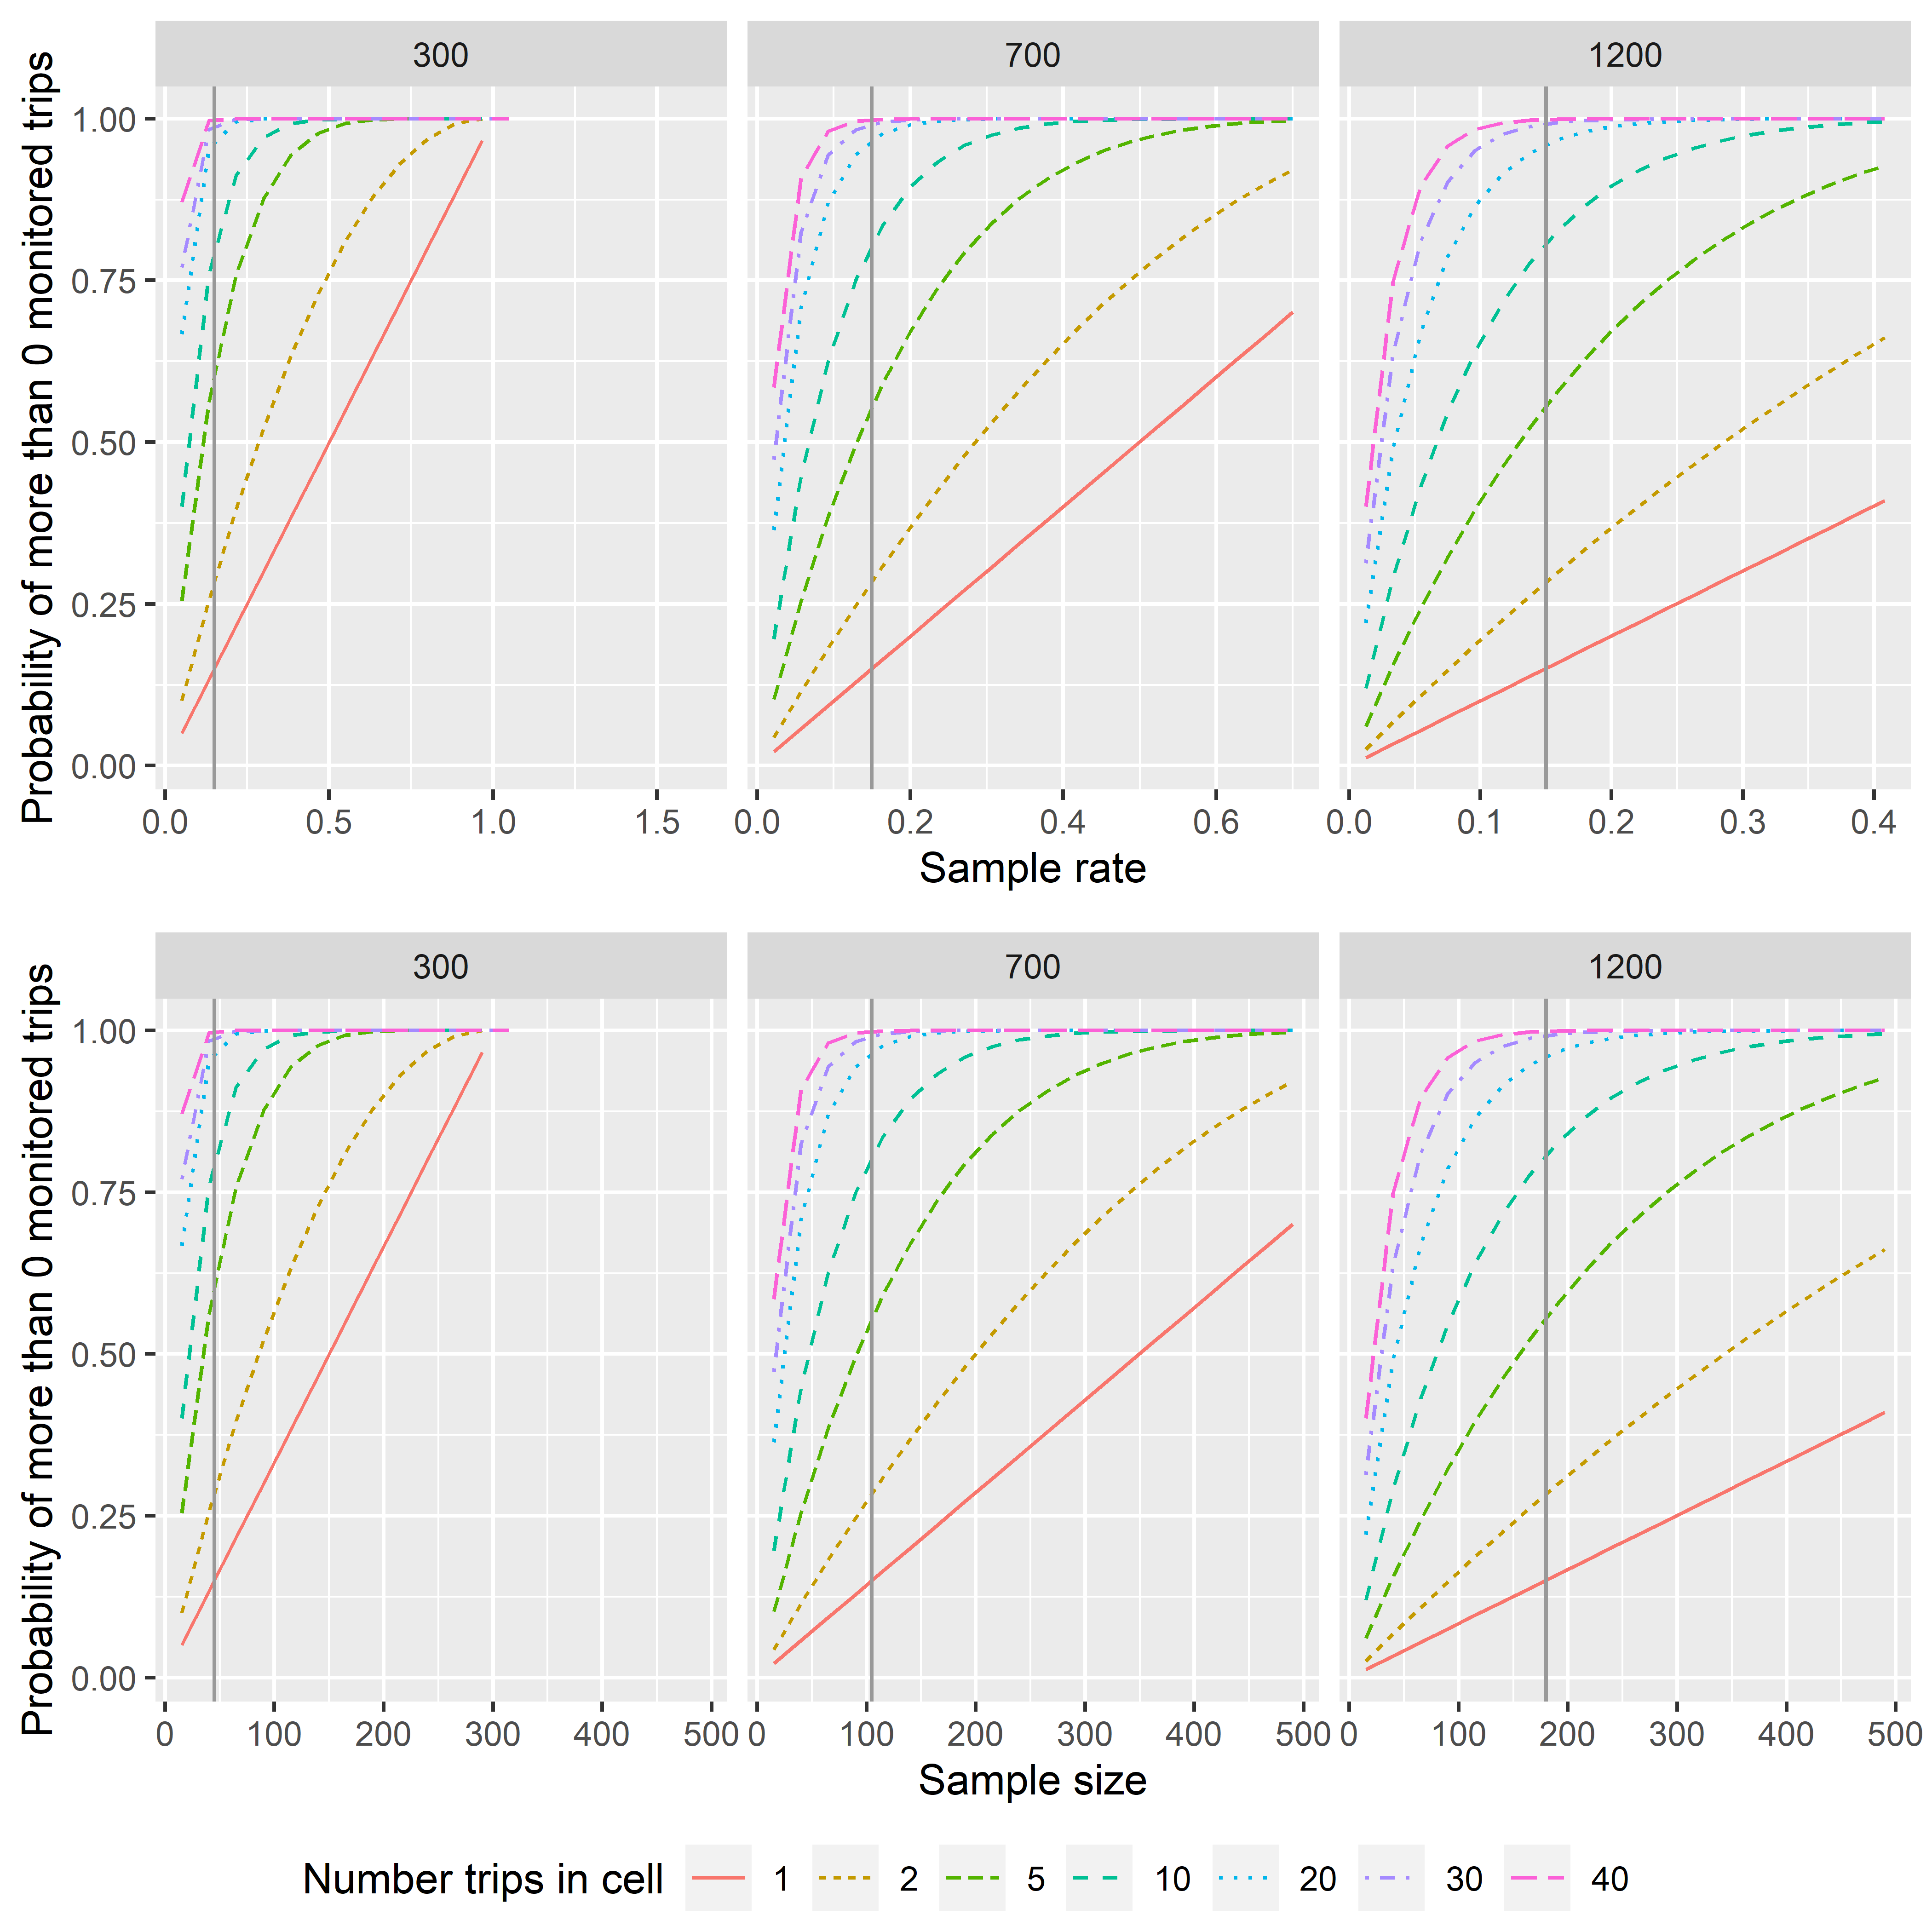 300 700 1200
Probability of more than 0 monitored trips
1.00
0.75
0.50
0.25
0.00
0.0 0.5 1.0 1.5 0.0 0.2 0.4 0.6 0.0 0.1 0.2 0.3 0.4
Sample rate
300 700 1200
Probability of more than 0 monitored trips
1.00
0.75
0.50
0.25
0.00
0 100 200 300 400 500 0 100 200 300 400 500 0 100 200 300 400 500
Sample size
Number trips in cell 1 2 5 10 20 30 40